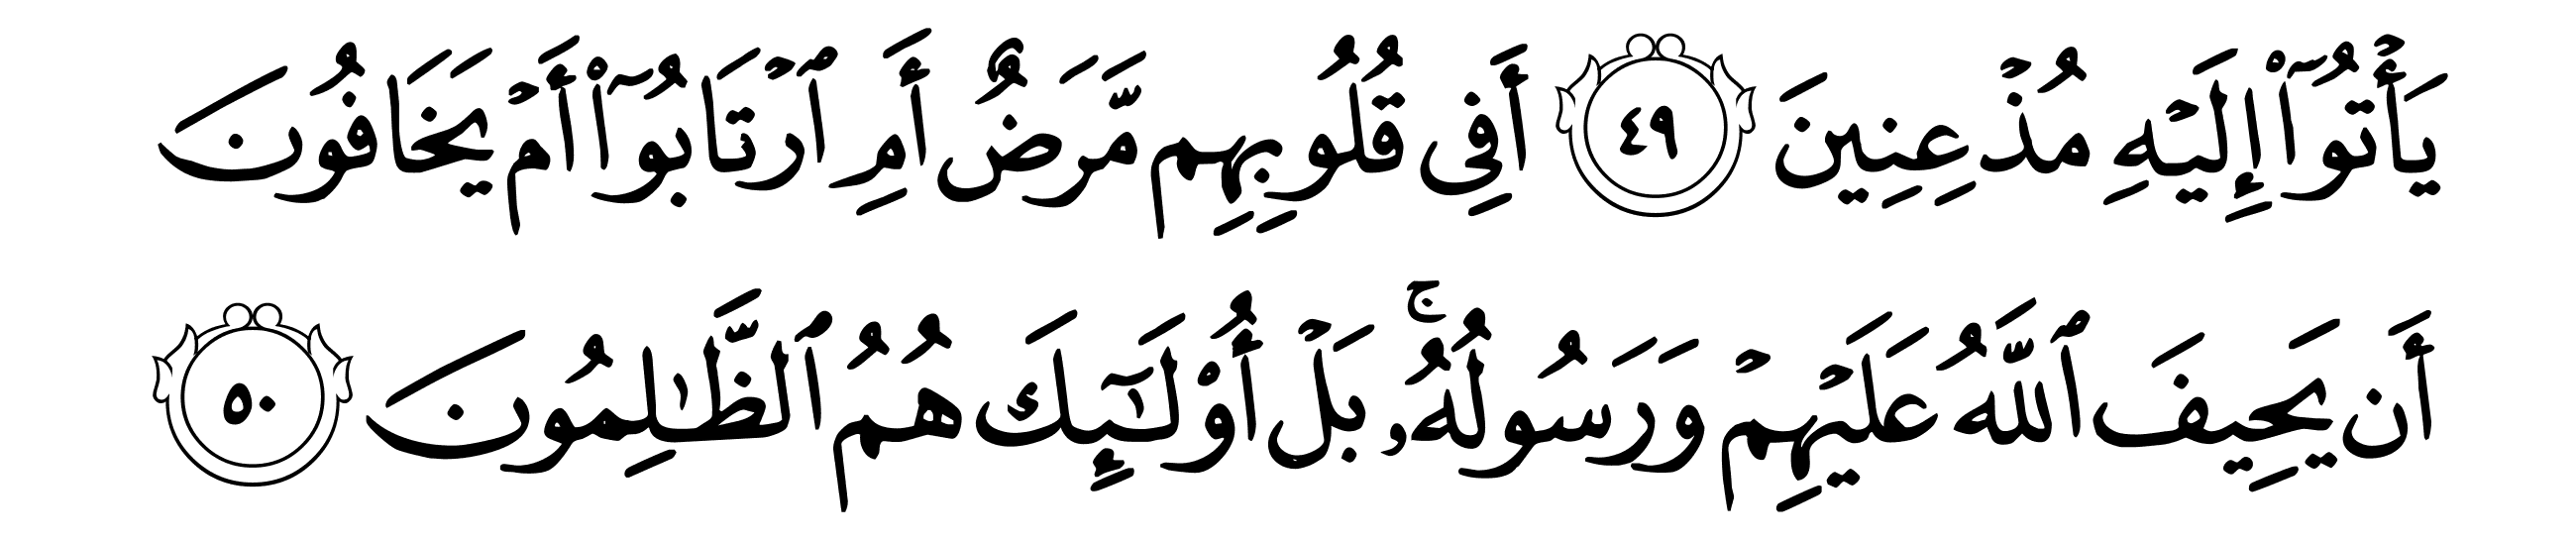 يَأْتُوٓا۟ إِلَيْهِ مُذْعِنِينَ ٤٩ أَفِى قُلُوبِهِم مَّرَضٌ أَمِ ٱرْتَابُوٓا۟ أَمْ يَخَافُونَ
أَن يَحِيفَ ٱللَّهُ عَلَيْهِمْ وَرَسُولُهُۥ ۚ بَلْ أُو۟لَـٰٓئِكَ هُمُ ٱلظَّـٰلِمُونَ ٥٠